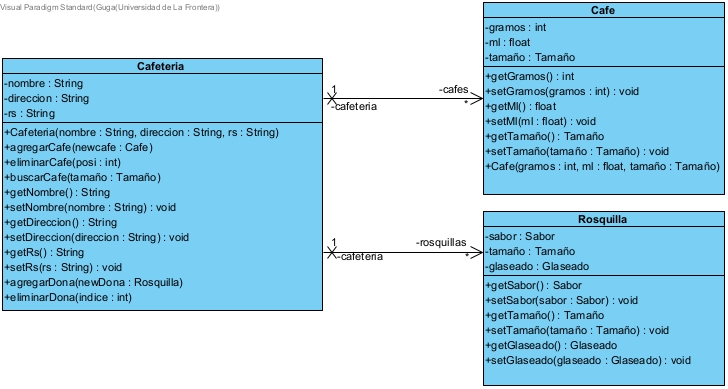 Visual Paradigm Standard(Guga(Universidad de La Frontera))
Cafeteria
-nombre : String
-direccion : String
-rs : String
+Cafeteria(nombre : String, direccion : String, rs : String)
+agregarCafe(newcafe : Cafe)
+eliminarCafe(posi : int)
+buscarCafe(tamaño : Tamaño)
+getNombre() : String
+setNombre(nombre : String) : void
+getDireccion() : String
+setDireccion(direccion : String) : void
+getRs() : String
+setRs(rs : String) : void
+agregarDona(newDona : Rosquilla)
+eliminarDona(indice : int)
1
-cafeteria
-cafes
*
1
-cafeteria
-rosquillas
*
Cafe
-gramos : int
-ml : float
-tamaño : Tamaño
+getGramos() : int
+setGramos(gramos : int) : void
+getMl() : float
+setMl(ml : float) : void
+getTamaño() : Tamaño
+setTamaño(tamaño : Tamaño) : void
+Cafe(gramos : int, ml : float, tamaño : Tamaño)
Rosquilla
-sabor : Sabor
-tamaño : Tamaño
-glaseado : Glaseado
+getSabor() : Sabor
+setSabor(sabor : Sabor) : void
+getTamaño() : Tamaño
+setTamaño(tamaño : Tamaño) : void
+getGlaseado() : Glaseado
+setGlaseado(glaseado : Glaseado) : void